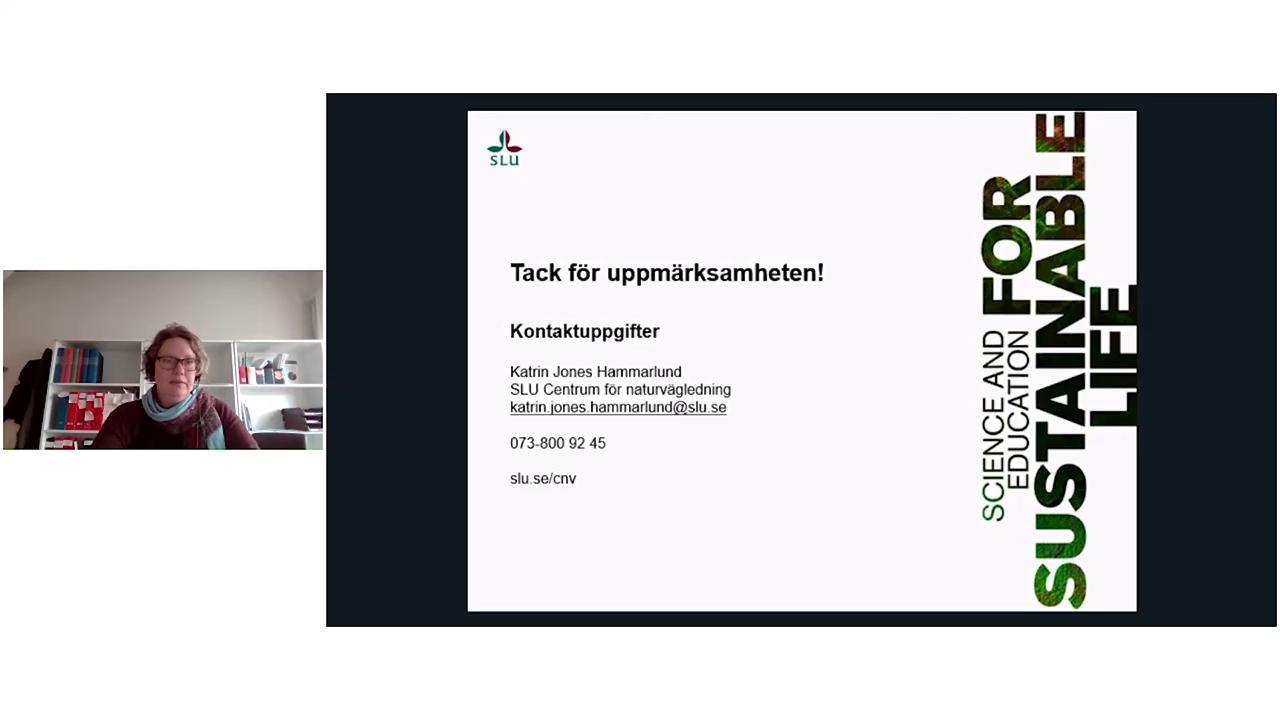 SLU
Tack för uppmärksamheten!
Kontaktuppgifter
Katrin Jones Hammarlund
SLU Centrum för naturvägledning
katrin.jones.hammarlund@slu.se
073-800 92 45
slu.se/cnv
SCIENCE AND
EDUCATION FOR
SUSTAINABLE
LIFE